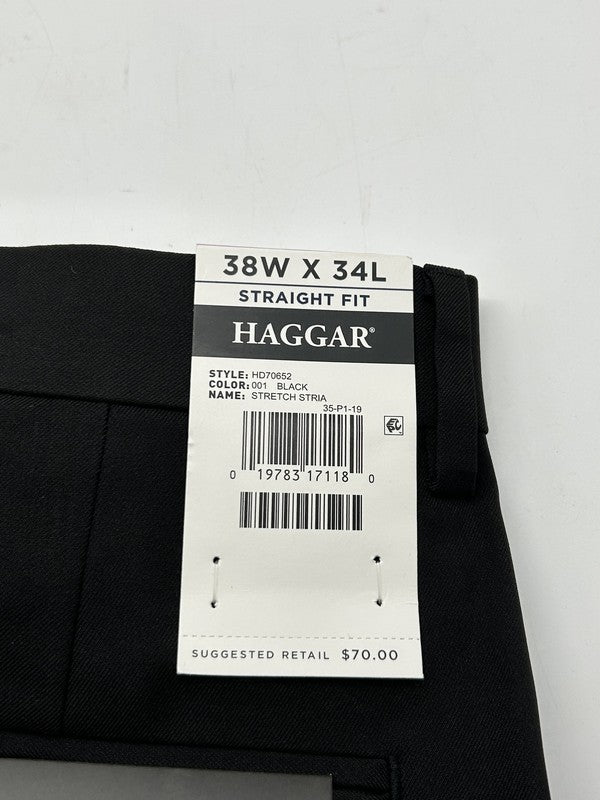 38W X 34L
STRAIGHT FIT
HAGGAR®
STYLE: HD70652
COLOR: 001 BLACK
NAME: STRETCH STRIA
35-P1-19
0 19783 17118 0
SUGGESTED RETAIL $70.00